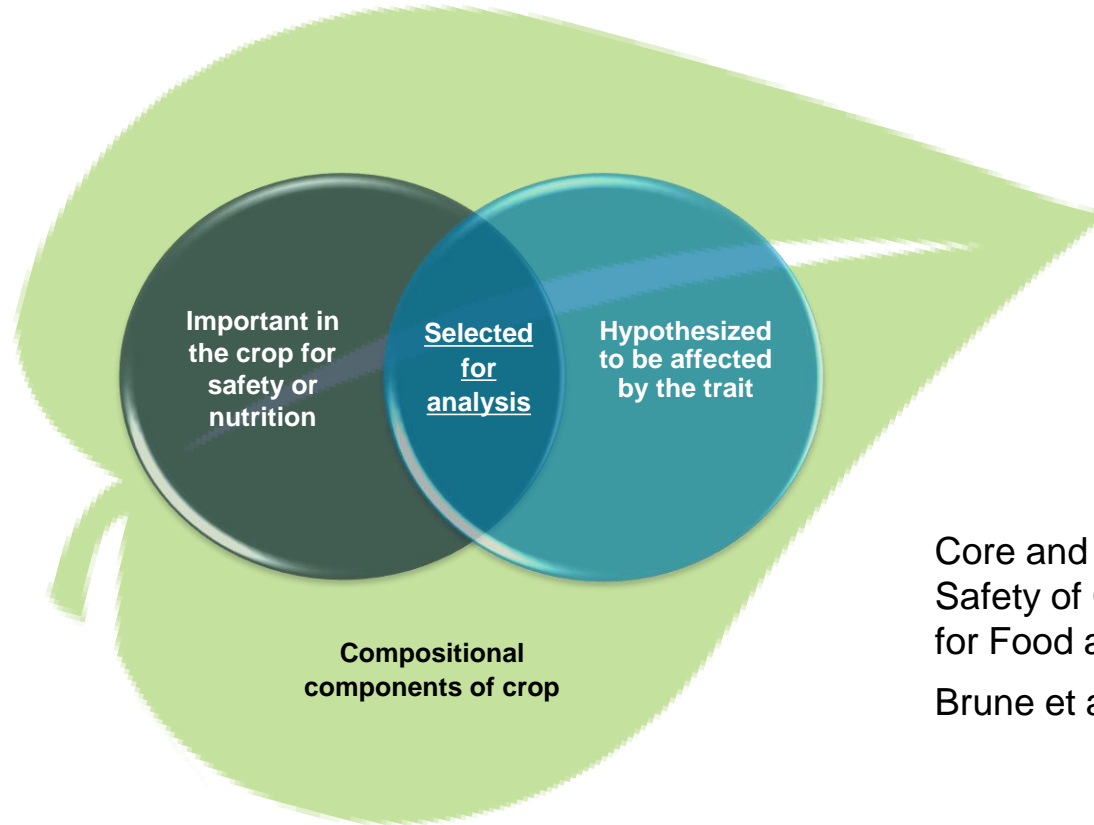 Important in
the crop for
safety or
nutrition
Selected
for
analysis
Hypothesized
to be affected
by the trait
Compositional
components of crop
Core and
Safety of
for Food
Brune et